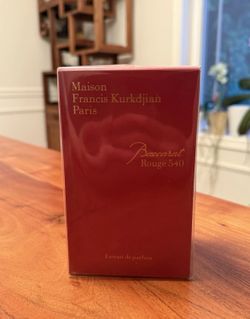 Maison
Francis Kurkdjian
Paris
Baccarat
Rouge 540
Extrait de parfum